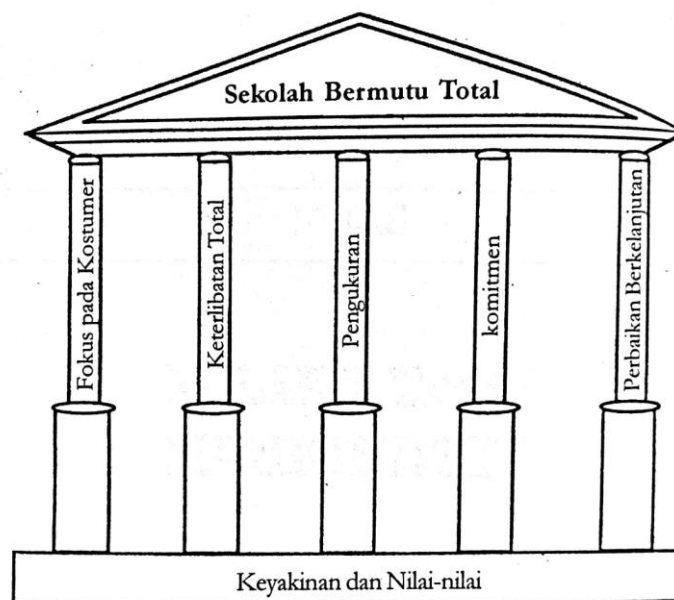 Sekolah Bermutu Total
Fokus pada Kostumer
Keterlibatan Total
Pengukuran
komitmen
Perbaikan Berkelanjutan
Keyakinan dan Nilai-nilai